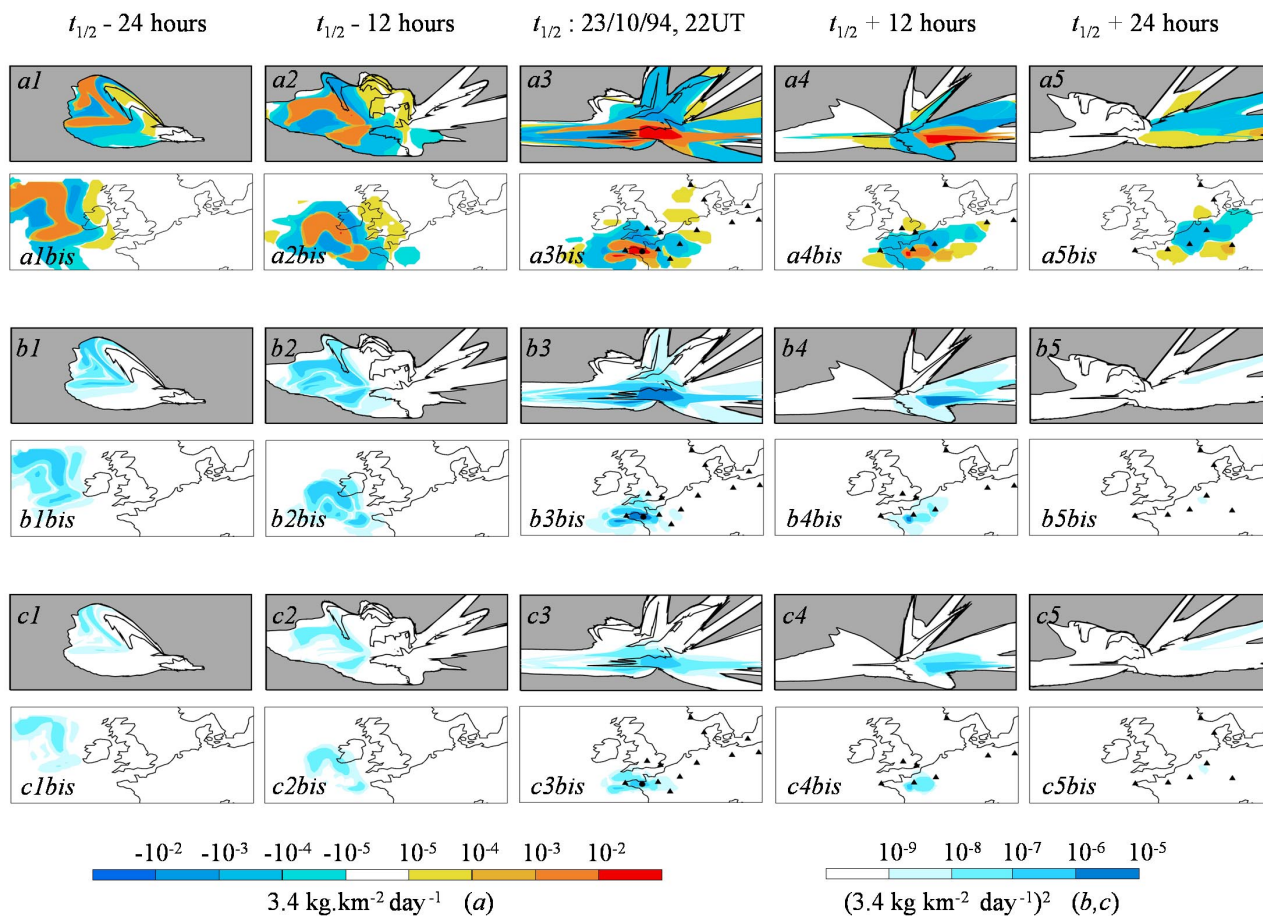 t1/2 - 24 hours
t1/2 - 12 hours
t1/2 : 23/10/94, 22UT
t1/2 + 12 hours
t1/2 + 24 hours
a1
a2
a3
a4
a5
a1bis
a2bis
a3bis
a4bis
a5bis
b1
b2
b3
b4
b5
b1bis
b2bis
b3bis
b4bis
b5bis
c1
c2
c3
c4
c5
c1bis
c2bis
c3bis
c4bis
c5bis
-10⁻² -10⁻³ -10⁻⁴ -10⁻⁵ 10⁻⁵ 10⁻⁴ 10⁻³ 10⁻²
3.4 kg.km⁻² day⁻¹ (a)
10⁻⁹ 10⁻⁸ 10⁻⁷ 10⁻⁶ 10⁻⁵
(3.4 kg km⁻² day⁻¹)² (b,c)